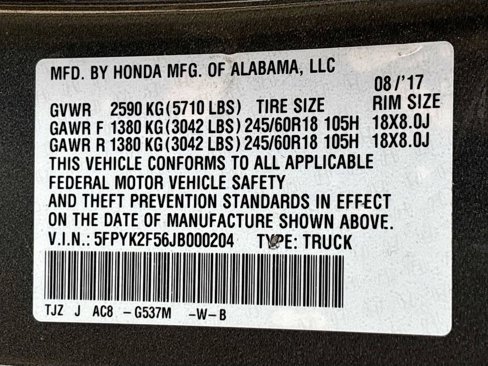 MFD. BY HONDA MFG. OF ALABAMA, LLC
08/'17
GVWR 2590 KG(5710 LBS) TIRE SIZE RIM SIZE
GAWR F 1380 KG(3042 LBS)245/60R18 105H 18X8.0J
GAWR R 1380 KG(3042 LBS)245/60R18 105H 18X8.0J
THIS VEHICLE CONFORMS TO ALL APPLICABLE
FEDERAL MOTOR VEHICLE SAFETY
AND THEFT PREVENTION STANDARDS IN EFFECT
ON THE DATE OF MANUFACTURE SHOWN ABOVE.
V.I.N.: 5FPYK2F56JB000204 TYPE: TRUCK
TJZ J AC8 -G537M -W-B